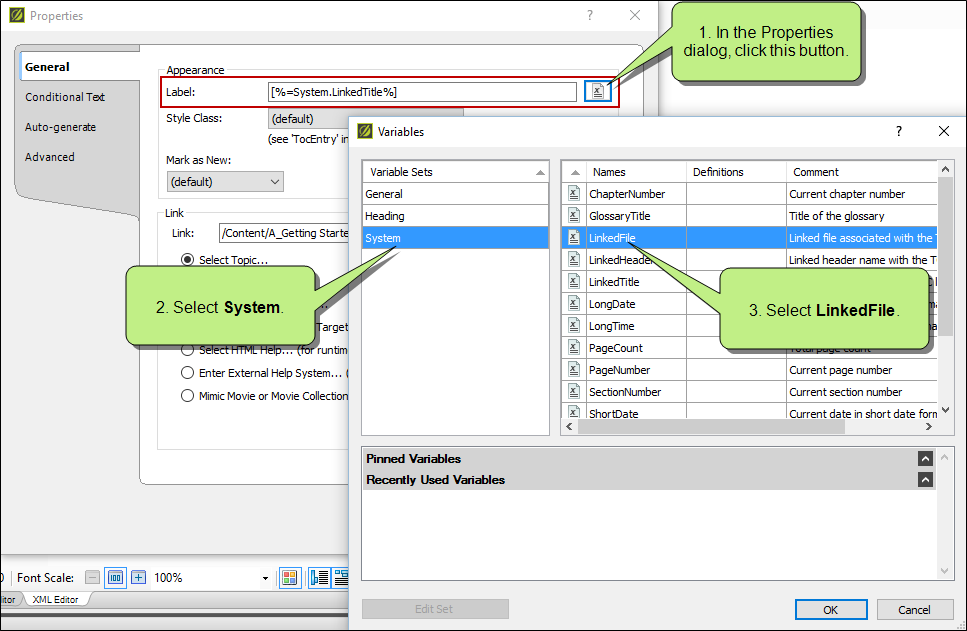 Properties
?
1. In the Properties
dialog, click this button.
General
Conditional Text
Auto-generate
Advanced
Appearance
Label:
[%=System.LinkedTitle%]
Style Class:
(default)
(see 'TocEntry' in
Mark as New:
(default)
Link
Link:
/Content/A_Getting Starte
Select Topic...
2. Select System.
Target
Select HTML Help... (for runtime
Enter External Help System... (
Mimic Movie or Movie Collection
Variables
?
Variable Sets
General
Heading
System
Names Definitions Comment
ChapterNumber Current chapter number
GlossaryTitle Title of the glossary
LinkedFile Linked file associated with the T
LinkedHeader Linked header name with the T
LinkedTitle
LongDate
LongTime
PageCount Total page count
PageNumber Current page number
SectionNumber Current section number
ShortDate Current date in short date form
3. Select LinkedFile.
Pinned Variables
Recently Used Variables
Edit Set
OK
Cancel
Font Scale:
100%
itor
XML Editor